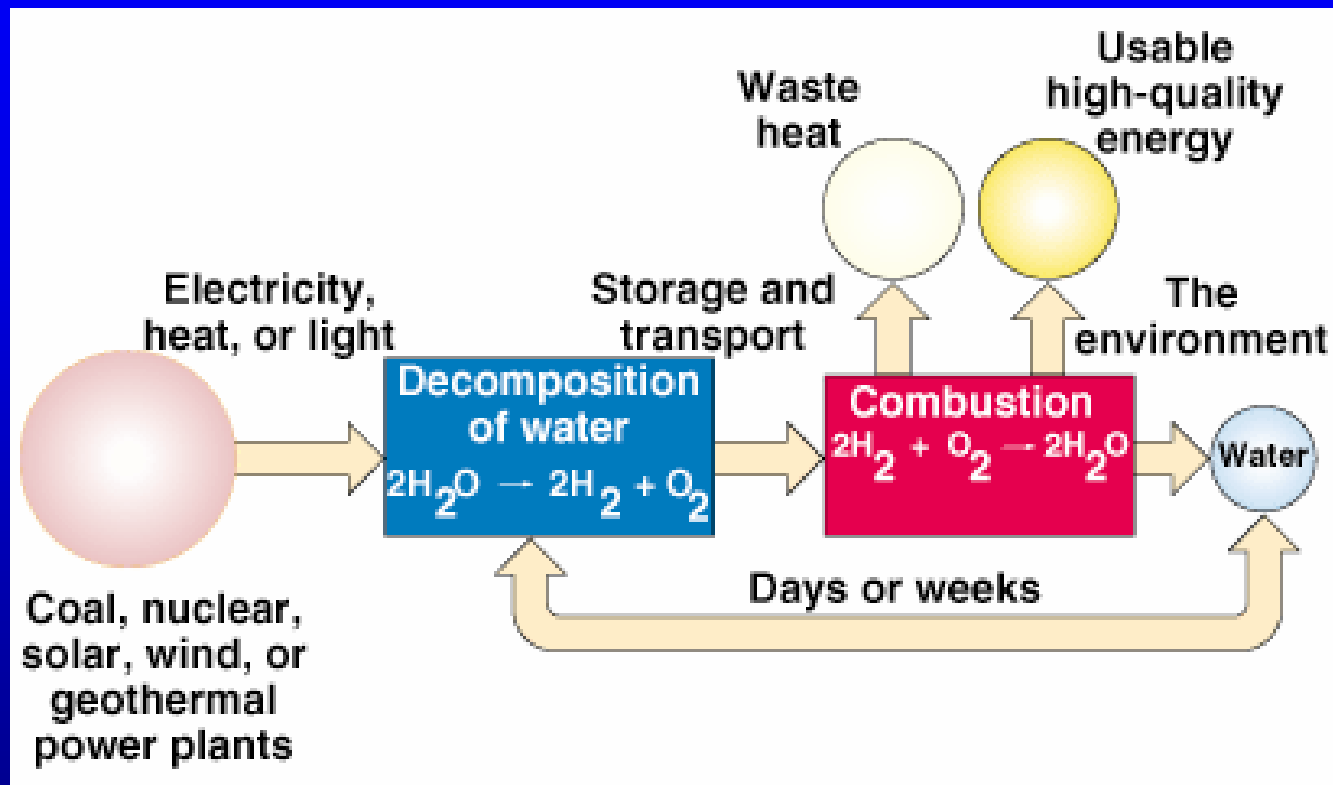 Waste
heat
Usable
high-quality
energy
Electricity,
heat, or light
Storage and
transport
The
environment
Decomposition
of water
2H₂O → 2H₂ + O₂
Combustion
2H₂ + O₂ → 2H₂O
Water
Days or weeks
Coal, nuclear,
solar, wind, or
geothermal
power plants